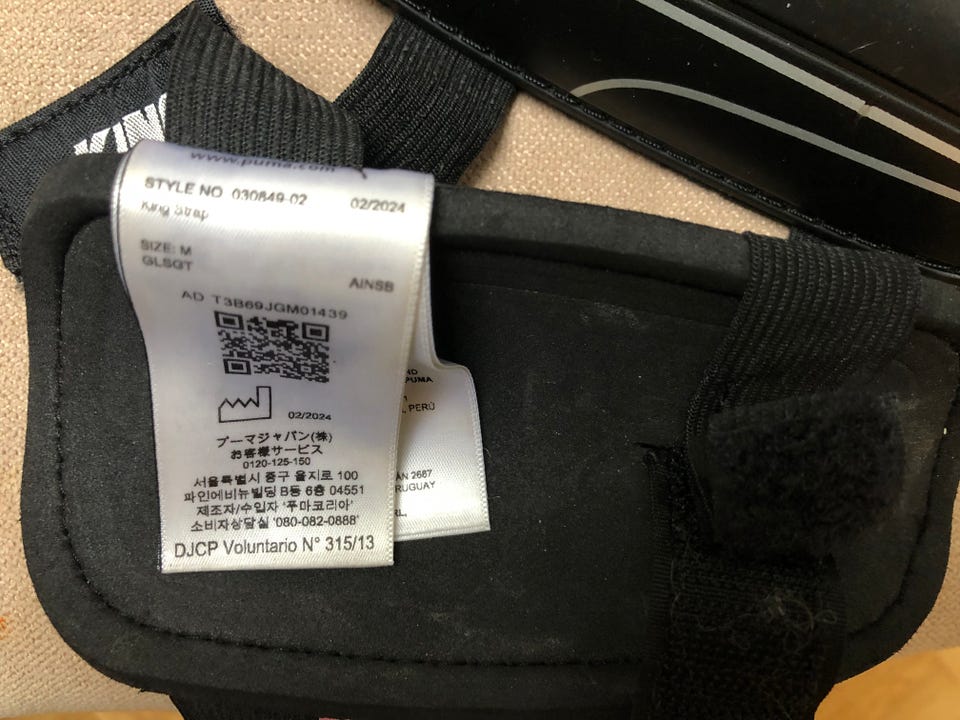 KING
www.puma.com
STYLE NO 030849-02 02/2024
King Strap
SIZE: M
GLSGT
AINSB
AD T3B69JGM01439
02/2024
プーマジャパン(株)
お客様サービス
0120-125-150
서울특별시 중구 을지로 100
파인에비뉴빌딩 B동 6층 04551
제조자/수입자 '푸마코리아'
소비자상담실 '080-082-0888'
DJCP Voluntario N° 315/13
PUMA
PERÚ
2687